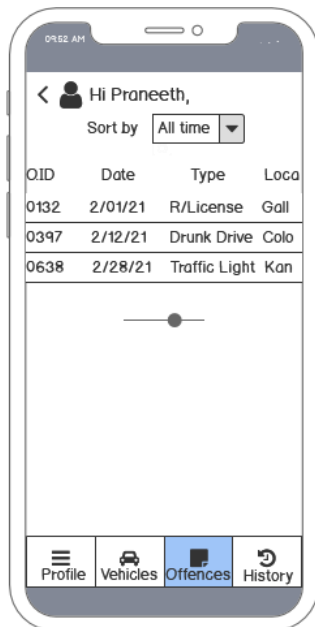 09:52 AM
Hi Praneeth,
Sort by All time
O.ID Date Type Loca
0132 2/01/21 R/License Gall
0397 2/12/21 Drunk Drive Colo
0638 2/28/21 Traffic Light Kan
Profile Vehicles Offences History